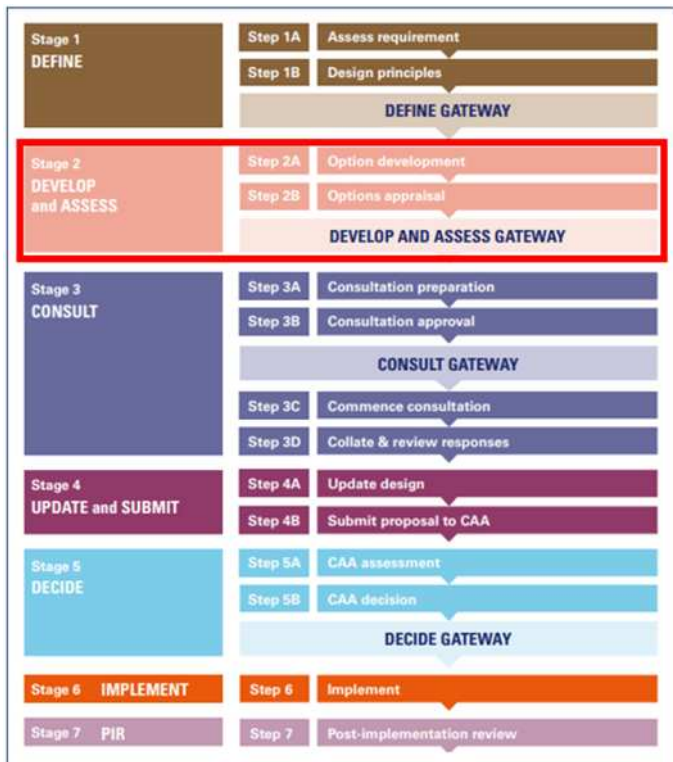 Stage 1
DEFINE
Step 1A Assess requirement
Step 1B Design principles
DEFINE GATEWAY
Stage 2
DEVELOP
and ASSESS
Step 2A Option development
Step 2B Options appraisal
DEVELOP AND ASSESS GATEWAY
Stage 3
CONSULT
Step 3A Consultation preparation
Step 3B Consultation approval
CONSULT GATEWAY
Step 3C Commence consultation
Step 3D Collate & review responses
Stage 4
UPDATE and SUBMIT
Step 4A Update design
Step 4B Submit proposal to CAA
Stage 5
DECIDE
Step 5A CAA assessment
Step 5B CAA decision
DECIDE GATEWAY
Stage 6 IMPLEMENT Step 6 Implement
Stage 7 PIR Step 7 Post-implementation review